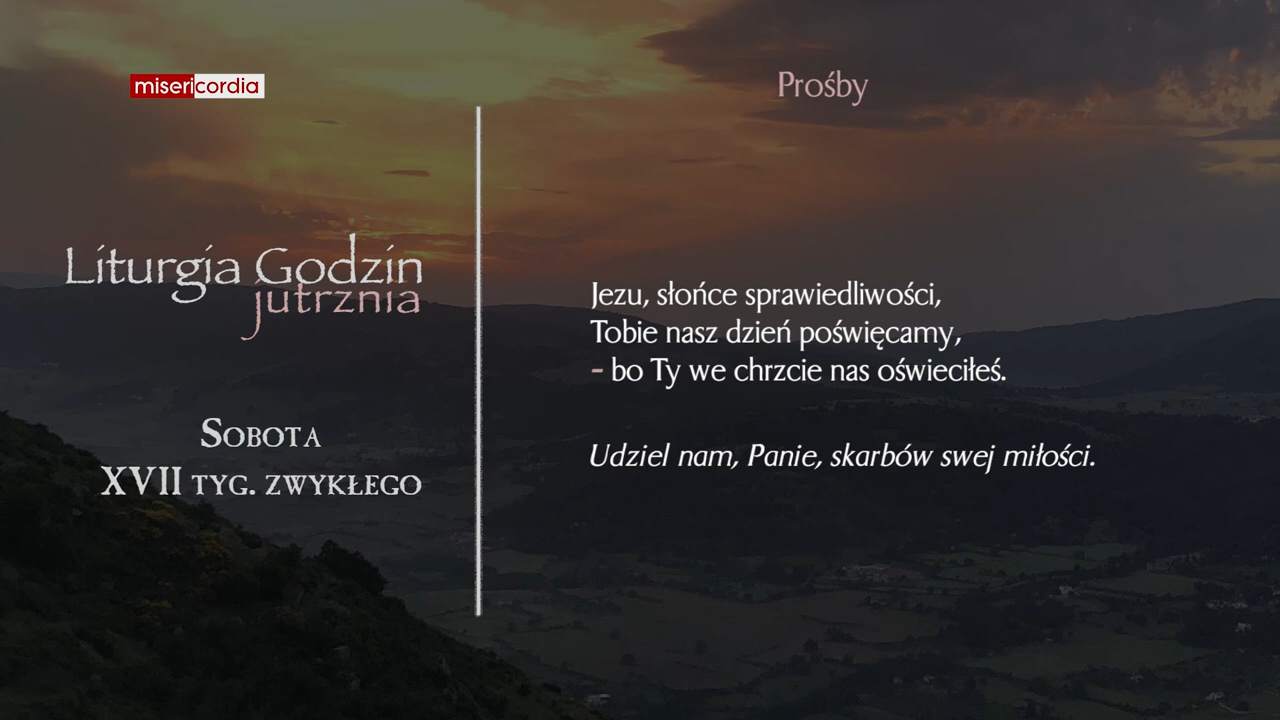 misericordia
Liturgia Godzin
jutrznia
Sobota
XVII tyg. zwykłego
Prośby
Jezu, słońce sprawiedliwości,
Tobie nasz dzień poświęcamy,
- bo Ty we chrzcie nas oświeciłeś.
Udziel nam, Panie, skarbów swej miłości.